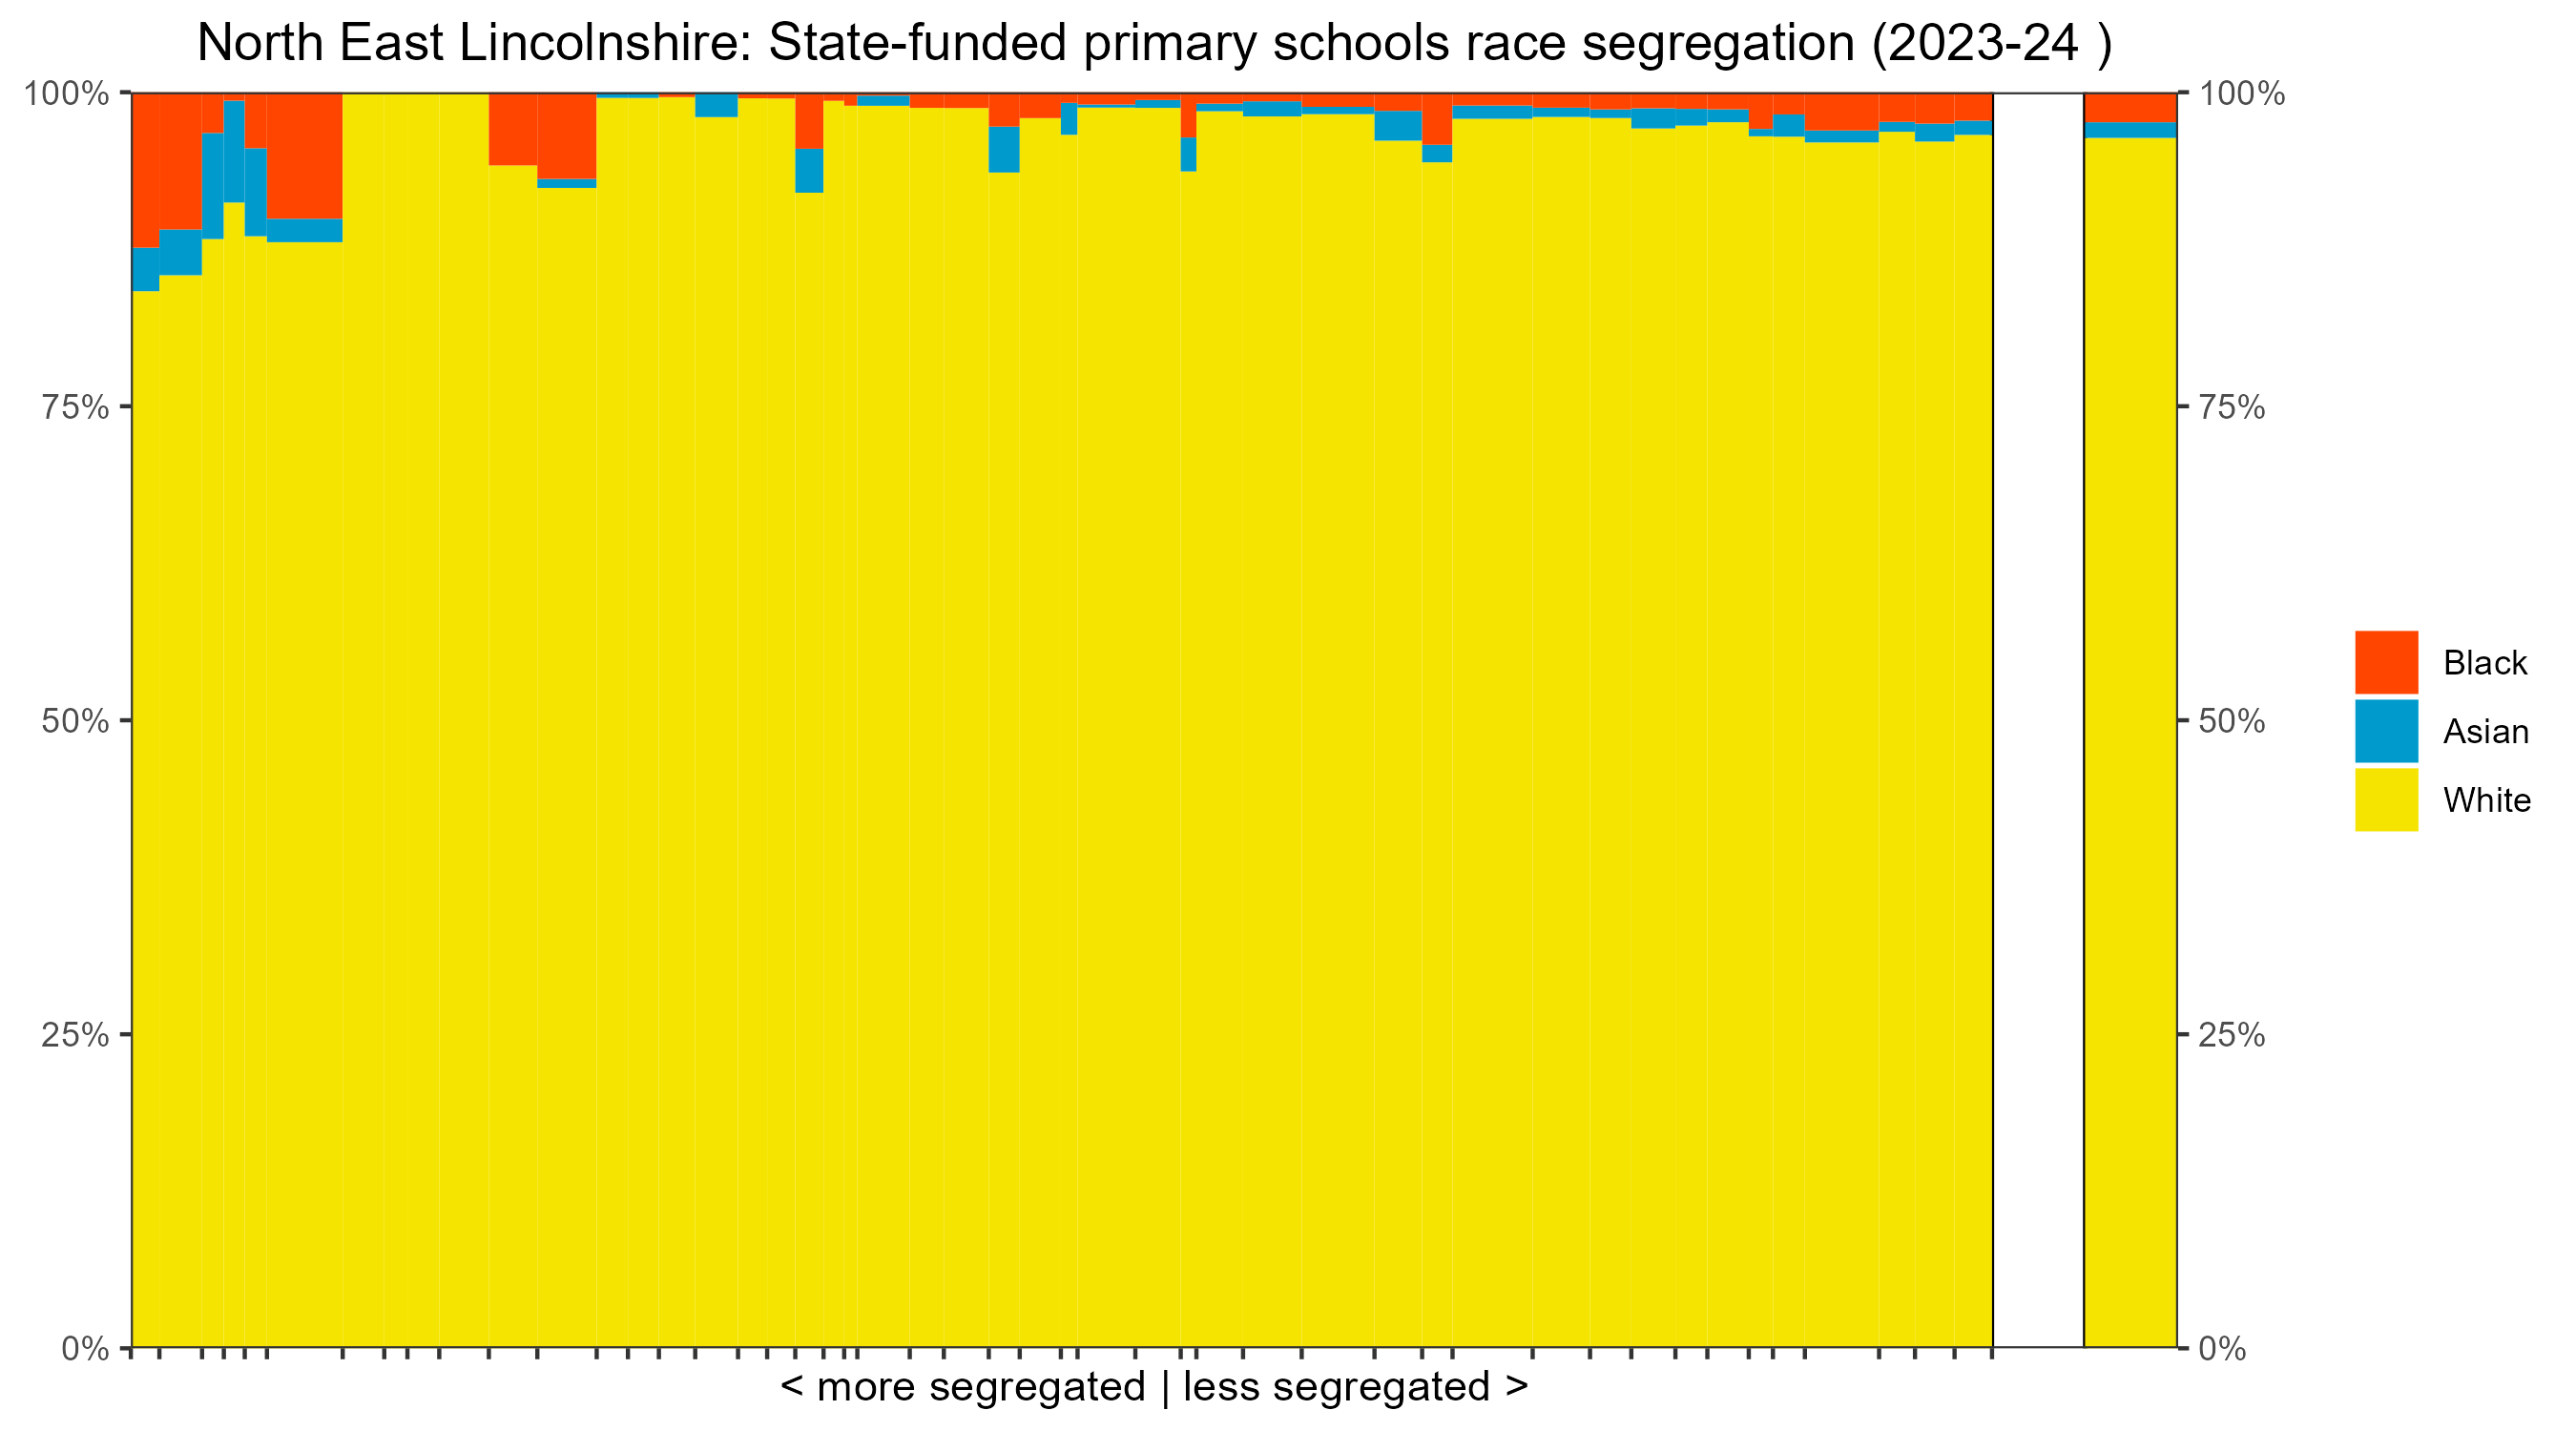 North East Lincolnshire: State-funded primary schools race segregation (2023-24 )
100%
100%
75%
75%
Black
50%
50%
Asian
White
25%
25%
0%
0%
< more segregated | less segregated >